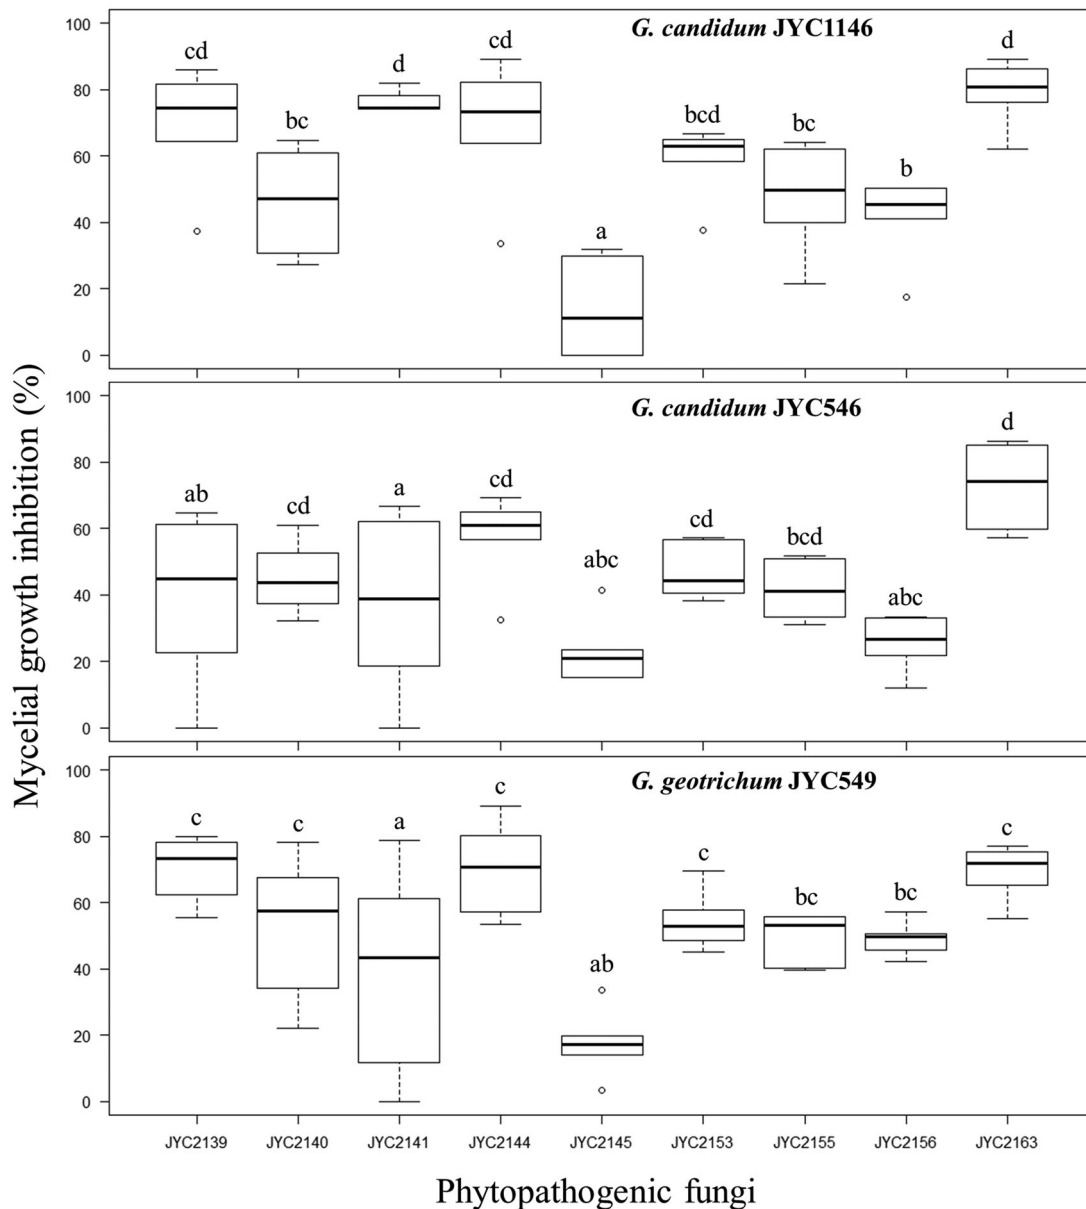 Mycelial growth inhibition (%)
G. candidum JYC1146
100
80
60
40
20
0
cd
bc
d
cd
a
bcd
bc
b
d
G. candidum JYC546
100
80
60
40
20
0
ab
cd
a
cd
abc
cd
bcd
abc
d
G. geotrichum JYC549
100
80
60
40
20
0
c
c
a
c
ab
c
bc
bc
c
JYC2139 JYC2140 JYC2141 JYC2144 JYC2145 JYC2153 JYC2155 JYC2156 JYC2163
Phytopathogenic fungi